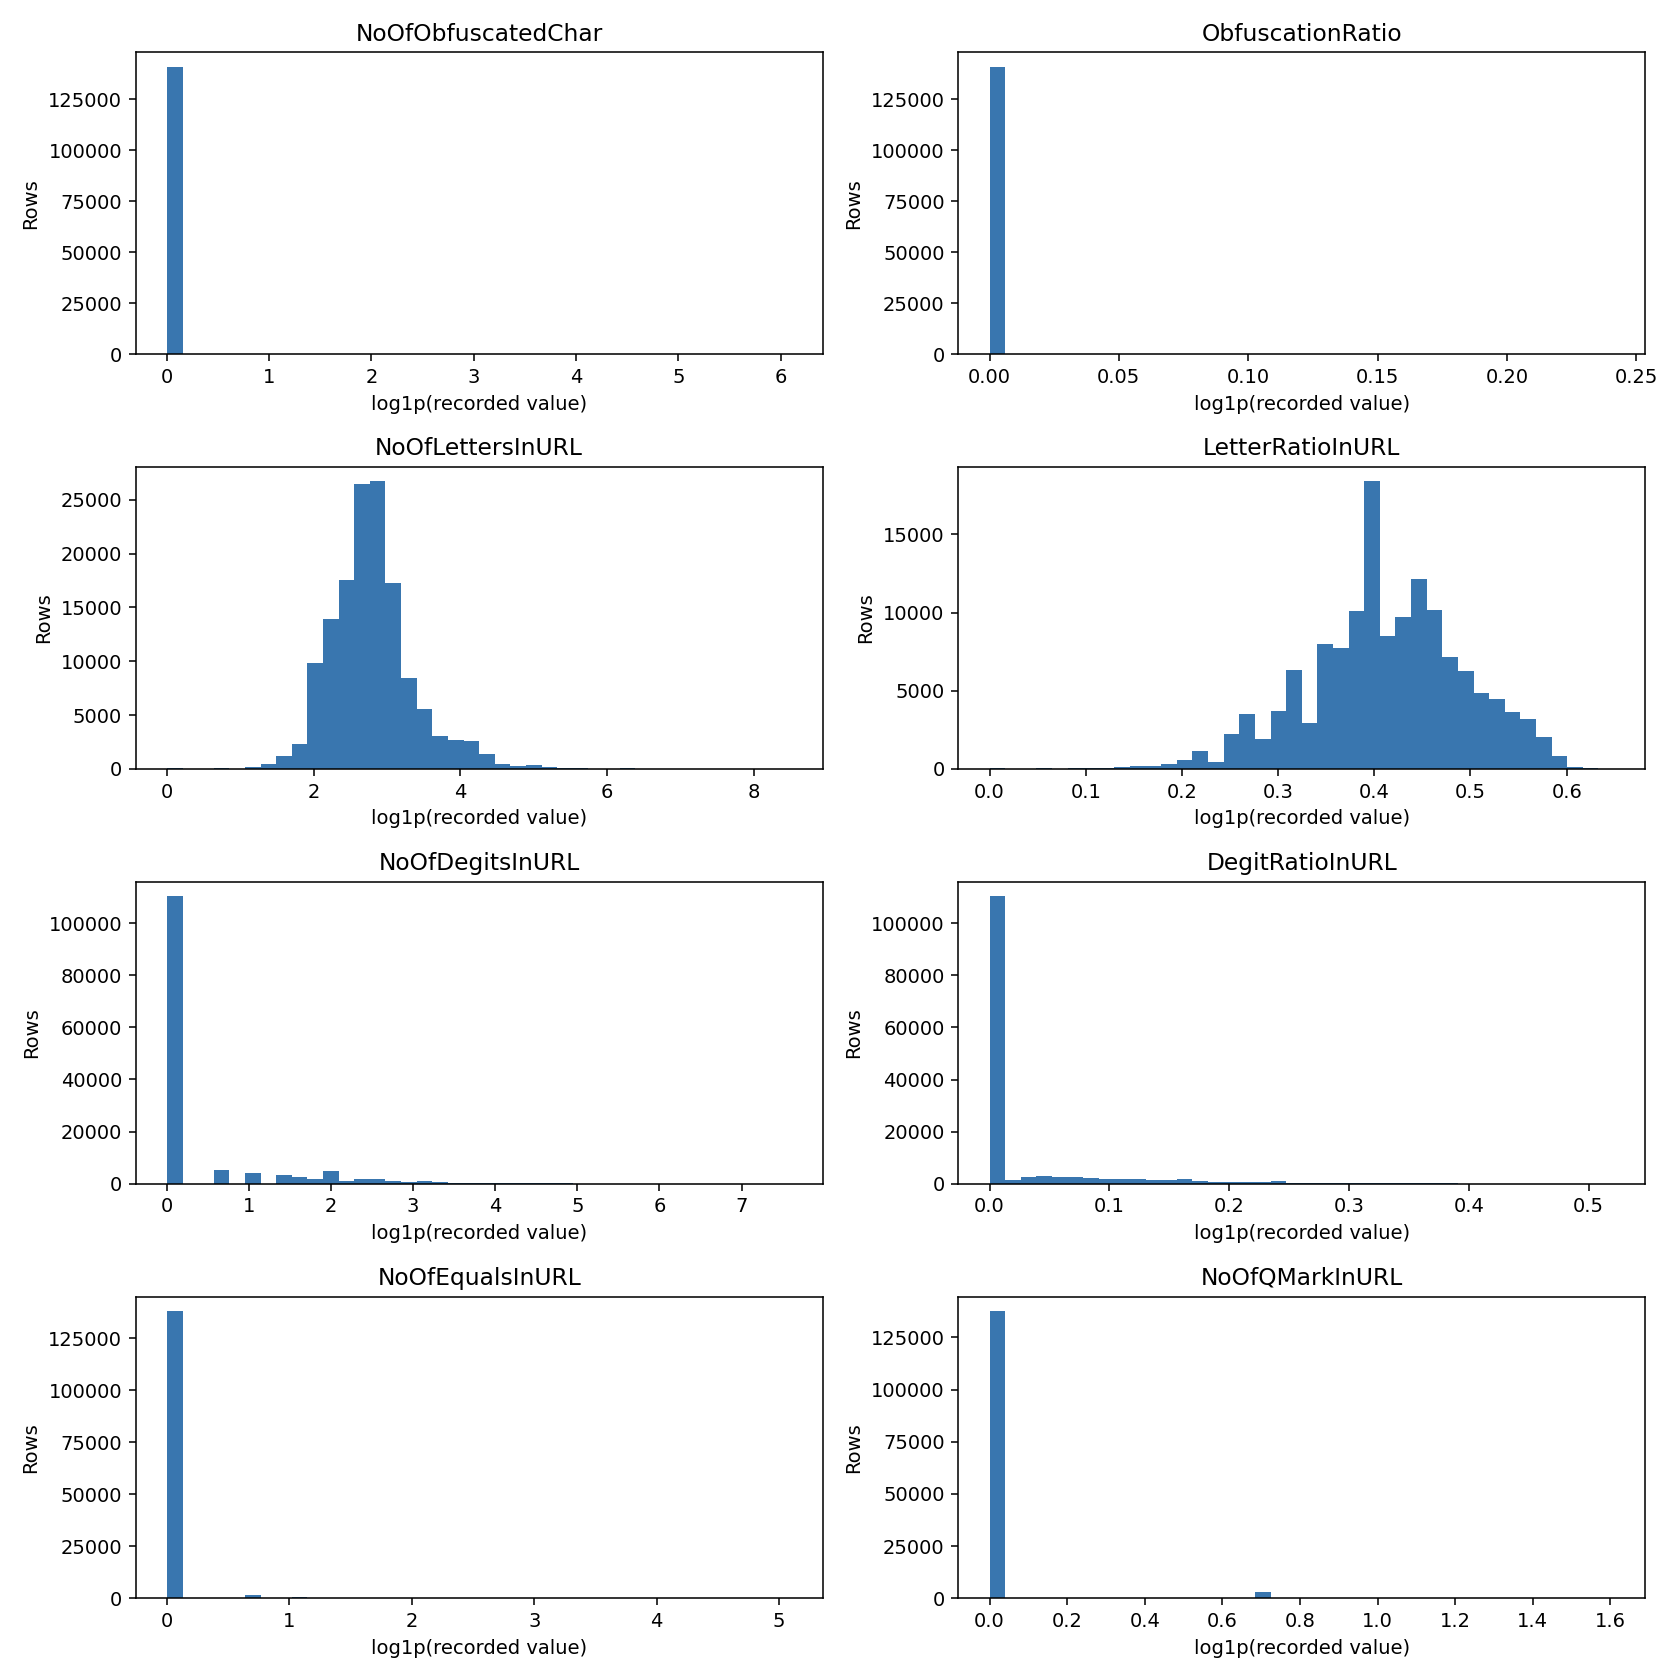 NoOfObfuscatedChar
Rows
125000
100000
75000
50000
25000
0
0 1 2 3 4 5 6
log1p(recorded value)
ObfuscationRatio
Rows
125000
100000
75000
50000
25000
0
0.00 0.05 0.10 0.15 0.20 0.25
log1p(recorded value)
NoOfLettersInURL
Rows
25000
20000
15000
10000
5000
0
0 2 4 6 8
log1p(recorded value)
LetterRatioInURL
Rows
15000
10000
5000
0
0.0 0.1 0.2 0.3 0.4 0.5 0.6
log1p(recorded value)
NoOfDegitsInURL
Rows
100000
80000
60000
40000
20000
0
0 1 2 3 4 5 6 7
log1p(recorded value)
DegitRatioInURL
Rows
100000
80000
60000
40000
20000
0
0.0 0.1 0.2 0.3 0.4 0.5
log1p(recorded value)
NoOfEqualsInURL
Rows
125000
100000
75000
50000
25000
0
0 1 2 3 4 5
log1p(recorded value)
NoOfQMarkInURL
Rows
125000
100000
75000
50000
25000
0
0.0 0.2 0.4 0.6 0.8 1.0 1.2 1.4 1.6
log1p(recorded value)